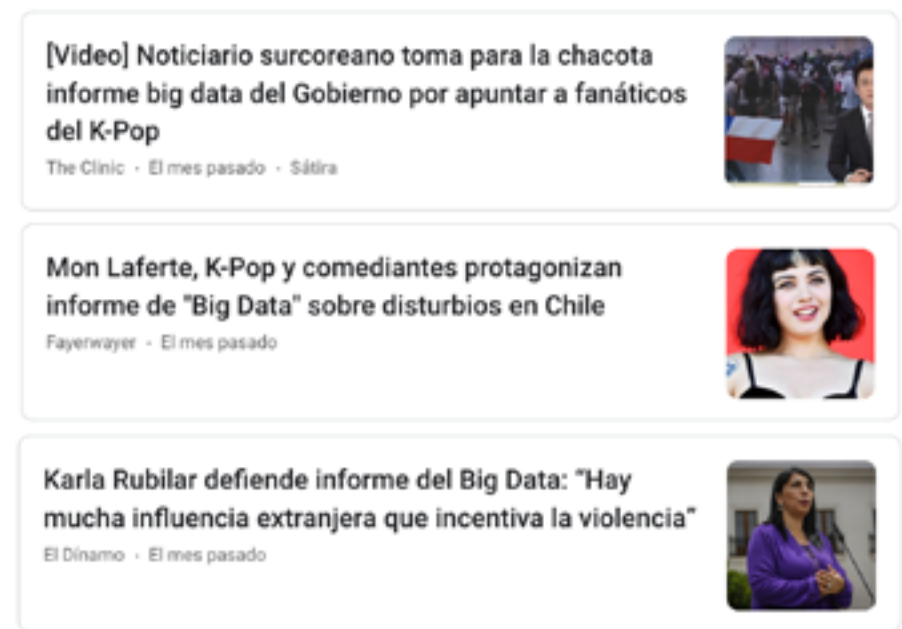 [Video] Noticiario surcoreano toma para la chacota
informe big data del Gobierno por apuntar a fanáticos
del K-Pop
The Clinic · El mes pasado · Sátira
Mon Laferte, K-Pop y comediantes protagonizan
informe de "Big Data" sobre disturbios en Chile
Fayerwayer · El mes pasado
Karla Rubilar defiende informe del Big Data: “Hay
mucha influencia extranjera que incentiva la violencia”
El Dínamo · El mes pasado